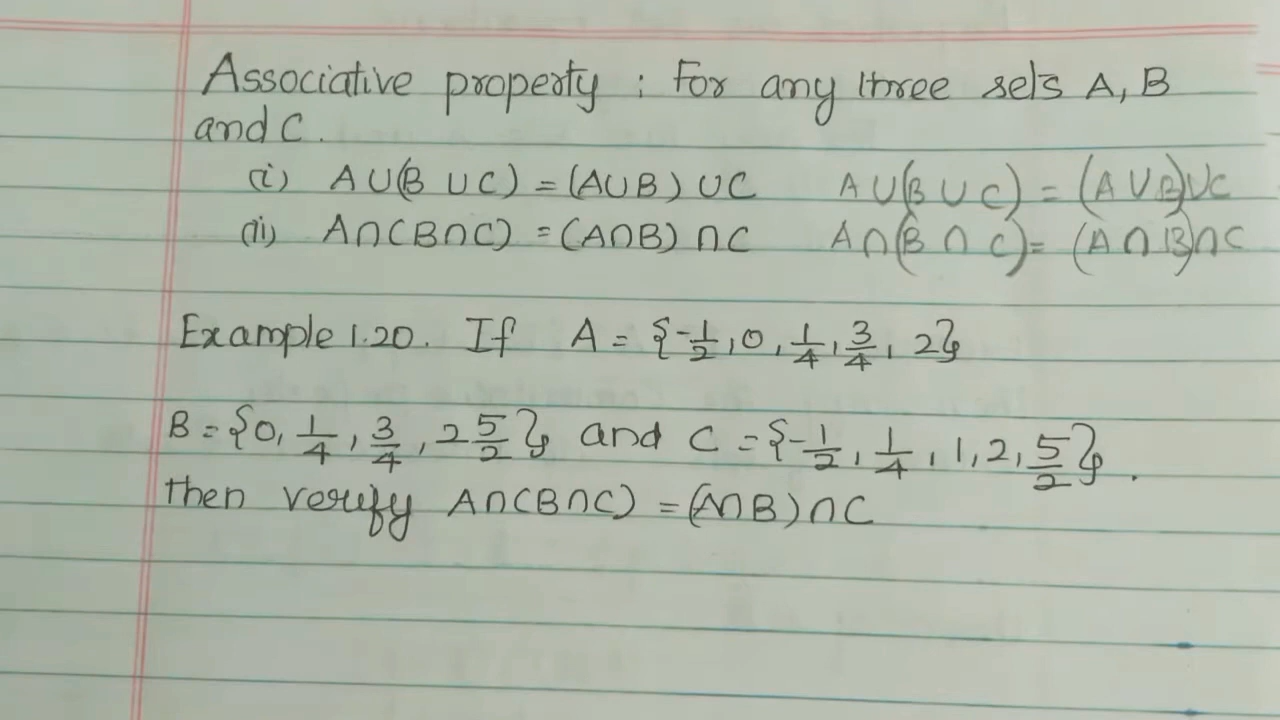 Associative property : For any three sets A, B
and C.
(i) A∪(B ∪C) = (A∪B) ∪C A∪(B ∪ C) = (A ∪ B)∪C
(ii) A∩(B∩C) = (A∩B) ∩C A∩(B ∩ C) = (A ∩ B)∩C
Example 1.20. If A = {-1/2, 0, 1/4, 3/4, 2}
B = {0, 1/4, 3/4, 2 5/2} and C = {-1/2, 1/4, 1, 2, 5/2}.
then verify A∩(B∩C) = (A∩B)∩C